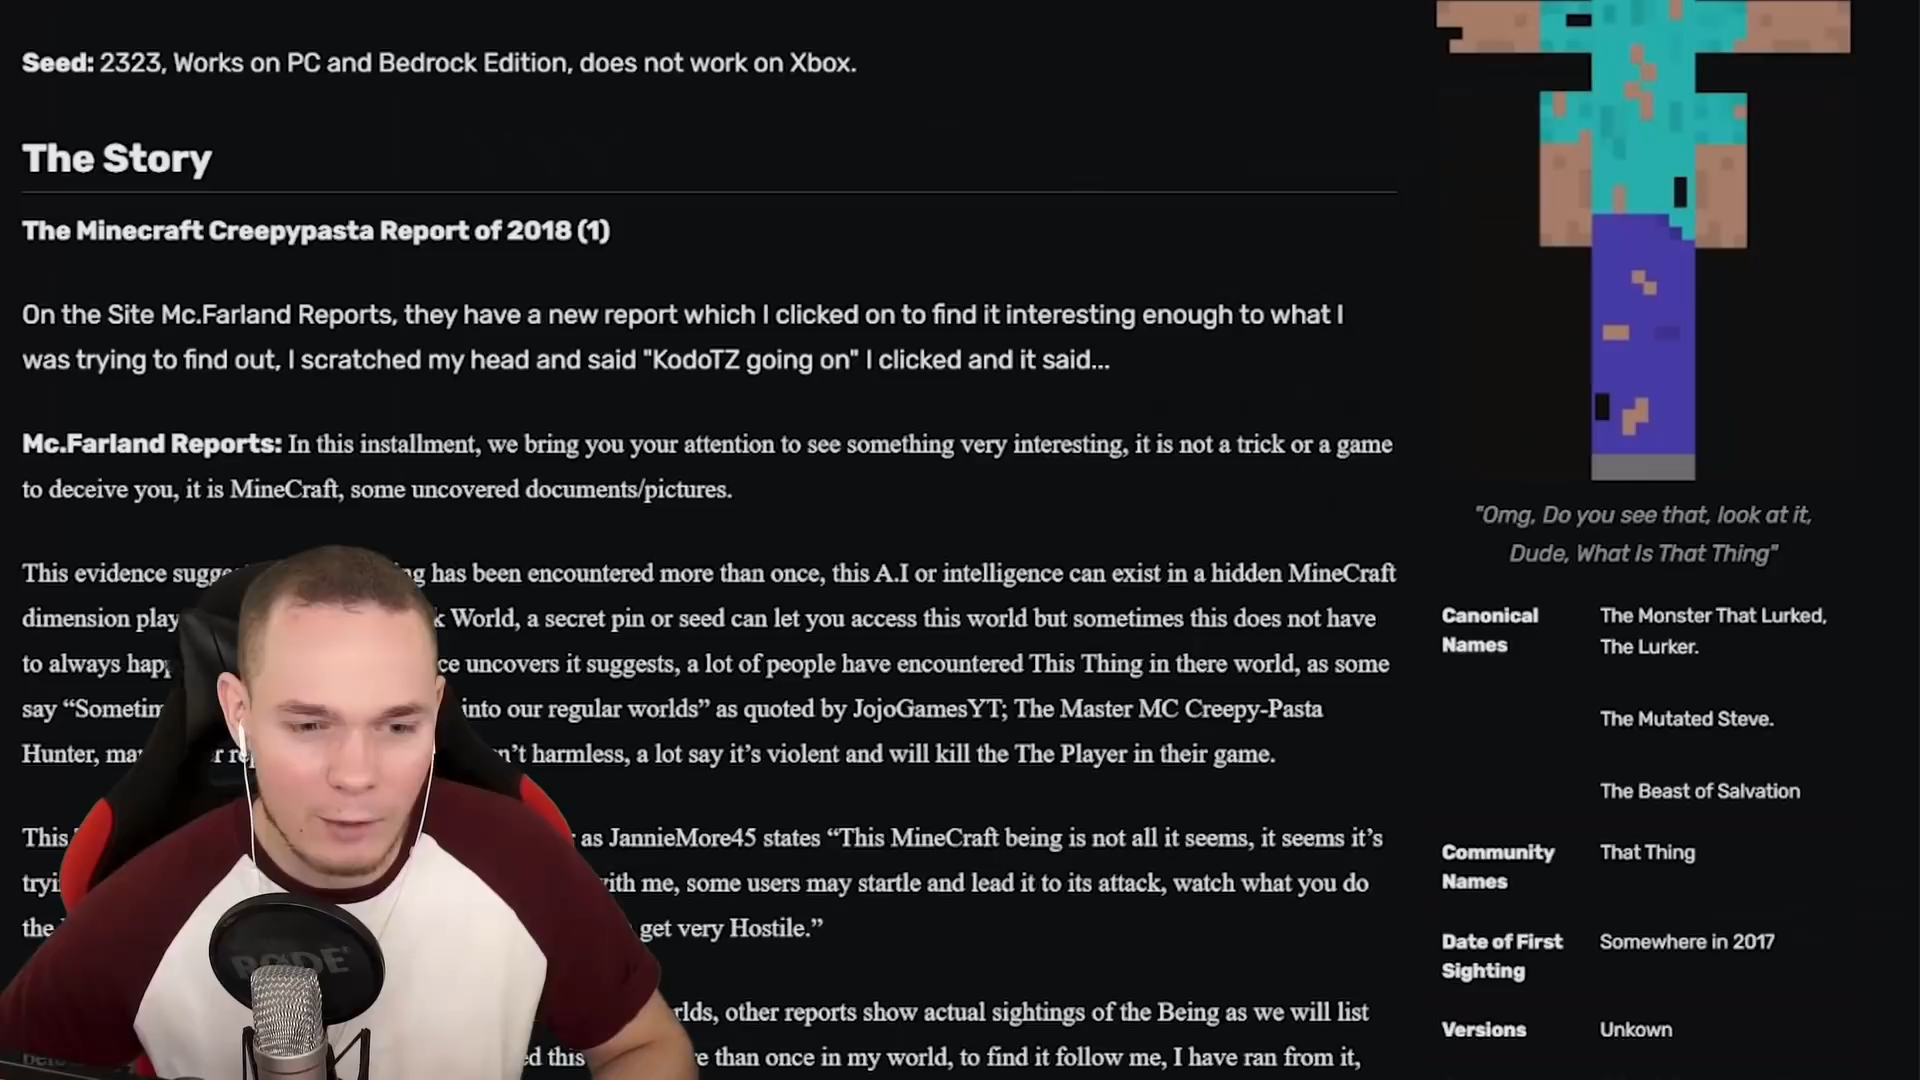 Seed: 2323, Works on PC and Bedrock Edition, does not work on Xbox.
The Story
The Minecraft Creepypasta Report of 2018 (1)
On the Site Mc.Farland Reports, they have a new report which I clicked on to find it interesting enough to what I
was trying to find out, I scratched my head and said "KodoTZ going on" I clicked and it said...
Mc.Farland Reports: In this installment, we bring you your attention to see something very interesting, it is not a trick or a game
to deceive you, it is MineCraft, some uncovered documents/pictures.
This evidence has been encountered more than once, this A.I or intelligence can exist in a hidden MineCraft
dimension World, a secret pin or seed can let you access this world but sometimes this does not have
to always uncovers it suggests, a lot of people have encountered This Thing in there world, as some
say into our regular worlds” as quoted by JojoGamesYT; The Master MC Creepy-Pasta
Hunter, harmless, a lot say it’s violent and will kill the The Player in their game.
This as JannieMore45 states “This MineCraft being is not all it seems, it seems it’s
with me, some users may startle and lead it to its attack, watch what you do
the get very Hostile.”
other reports show actual sightings of the Being as we will list
this than once in my world, to find it follow me, I have ran from it,
"Omg, Do you see that, look at it,
Dude, What Is That Thing"
Canonical Names
The Monster That Lurked,
The Lurker.
The Mutated Steve.
The Beast of Salvation
Community Names
That Thing
Date of First Sighting
Somewhere in 2017
Versions
Unkown
RØDE